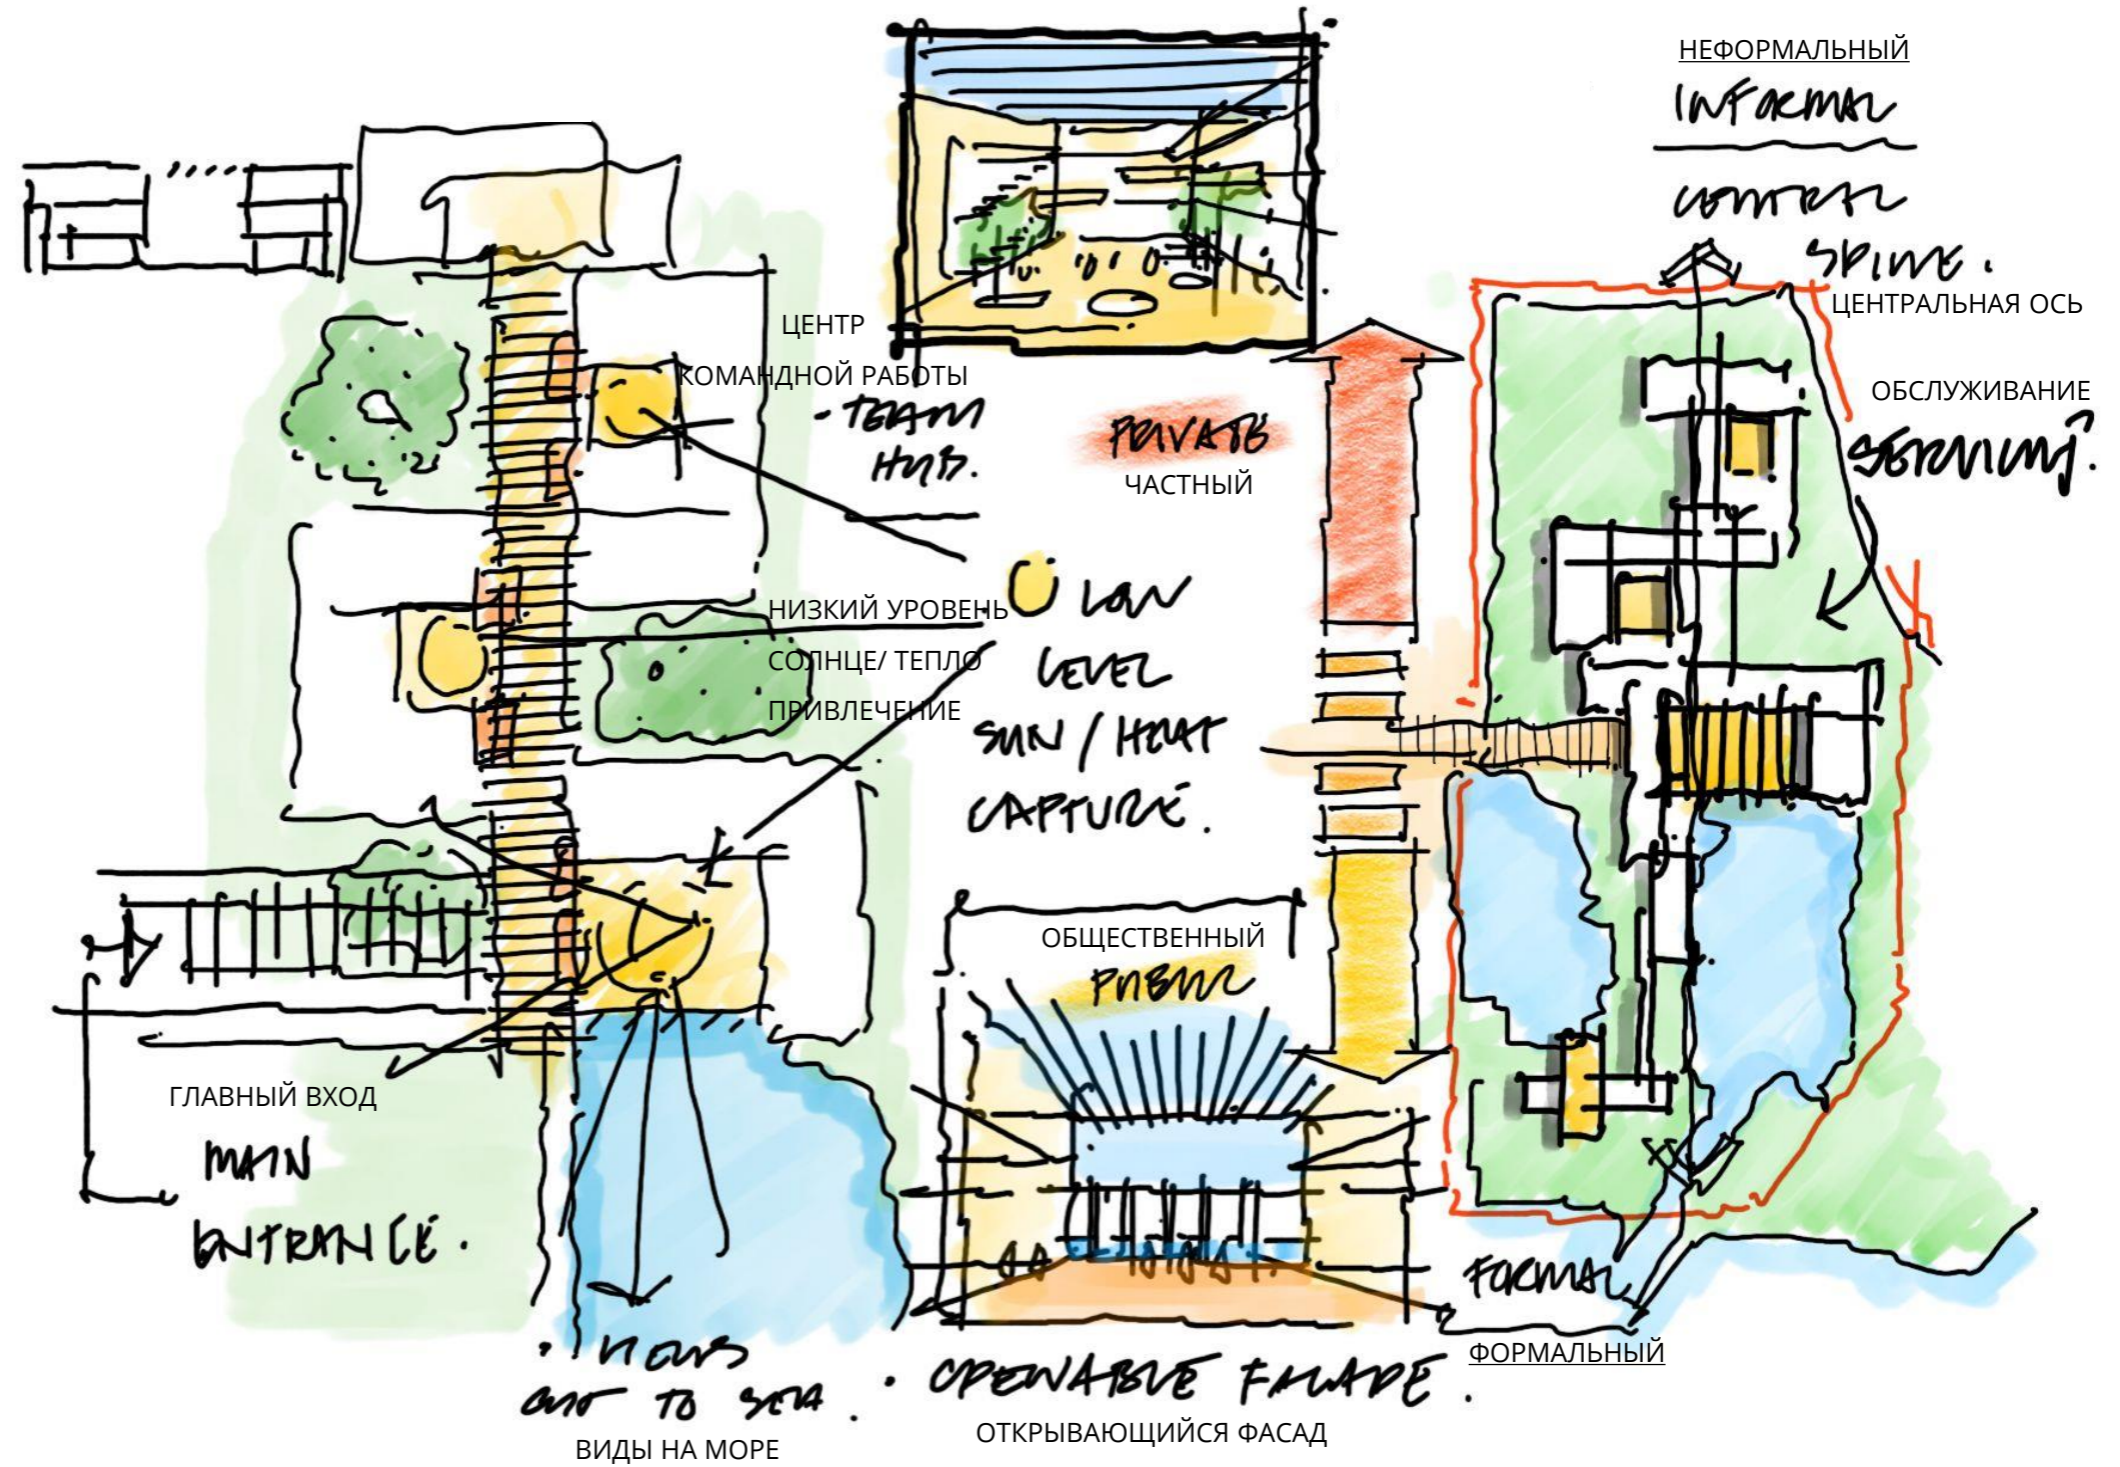 НЕФОРМАЛЬНЫЙ
INFORMAL
CENTRAL
SPINE.
ЦЕНТРАЛЬНАЯ ОСЬ
ОБСЛУЖИВАНИЕ
SERVICING.
ЦЕНТР
КОМАНДНОЙ РАБОТЫ
- TEAM
HUB.
PRIVATE
ЧАСТНЫЙ
НИЗКИЙ УРОВЕНЬ
СОЛНЦЕ/ ТЕПЛО
ПРИВЛЕЧЕНИЕ
LOW
LEVEL
SUN / HEAT
CAPTURE.
ОБЩЕСТВЕННЫЙ
PUBLIC
ГЛАВНЫЙ ВХОД
MAIN
ENTRANCE.
FORMAL
ФОРМАЛЬНЫЙ
• VIEWS
OUT TO SEA.
ВИДЫ НА МОРЕ
• OPENABLE FACADE.
ОТКРЫВАЮЩИЙСЯ ФАСАД